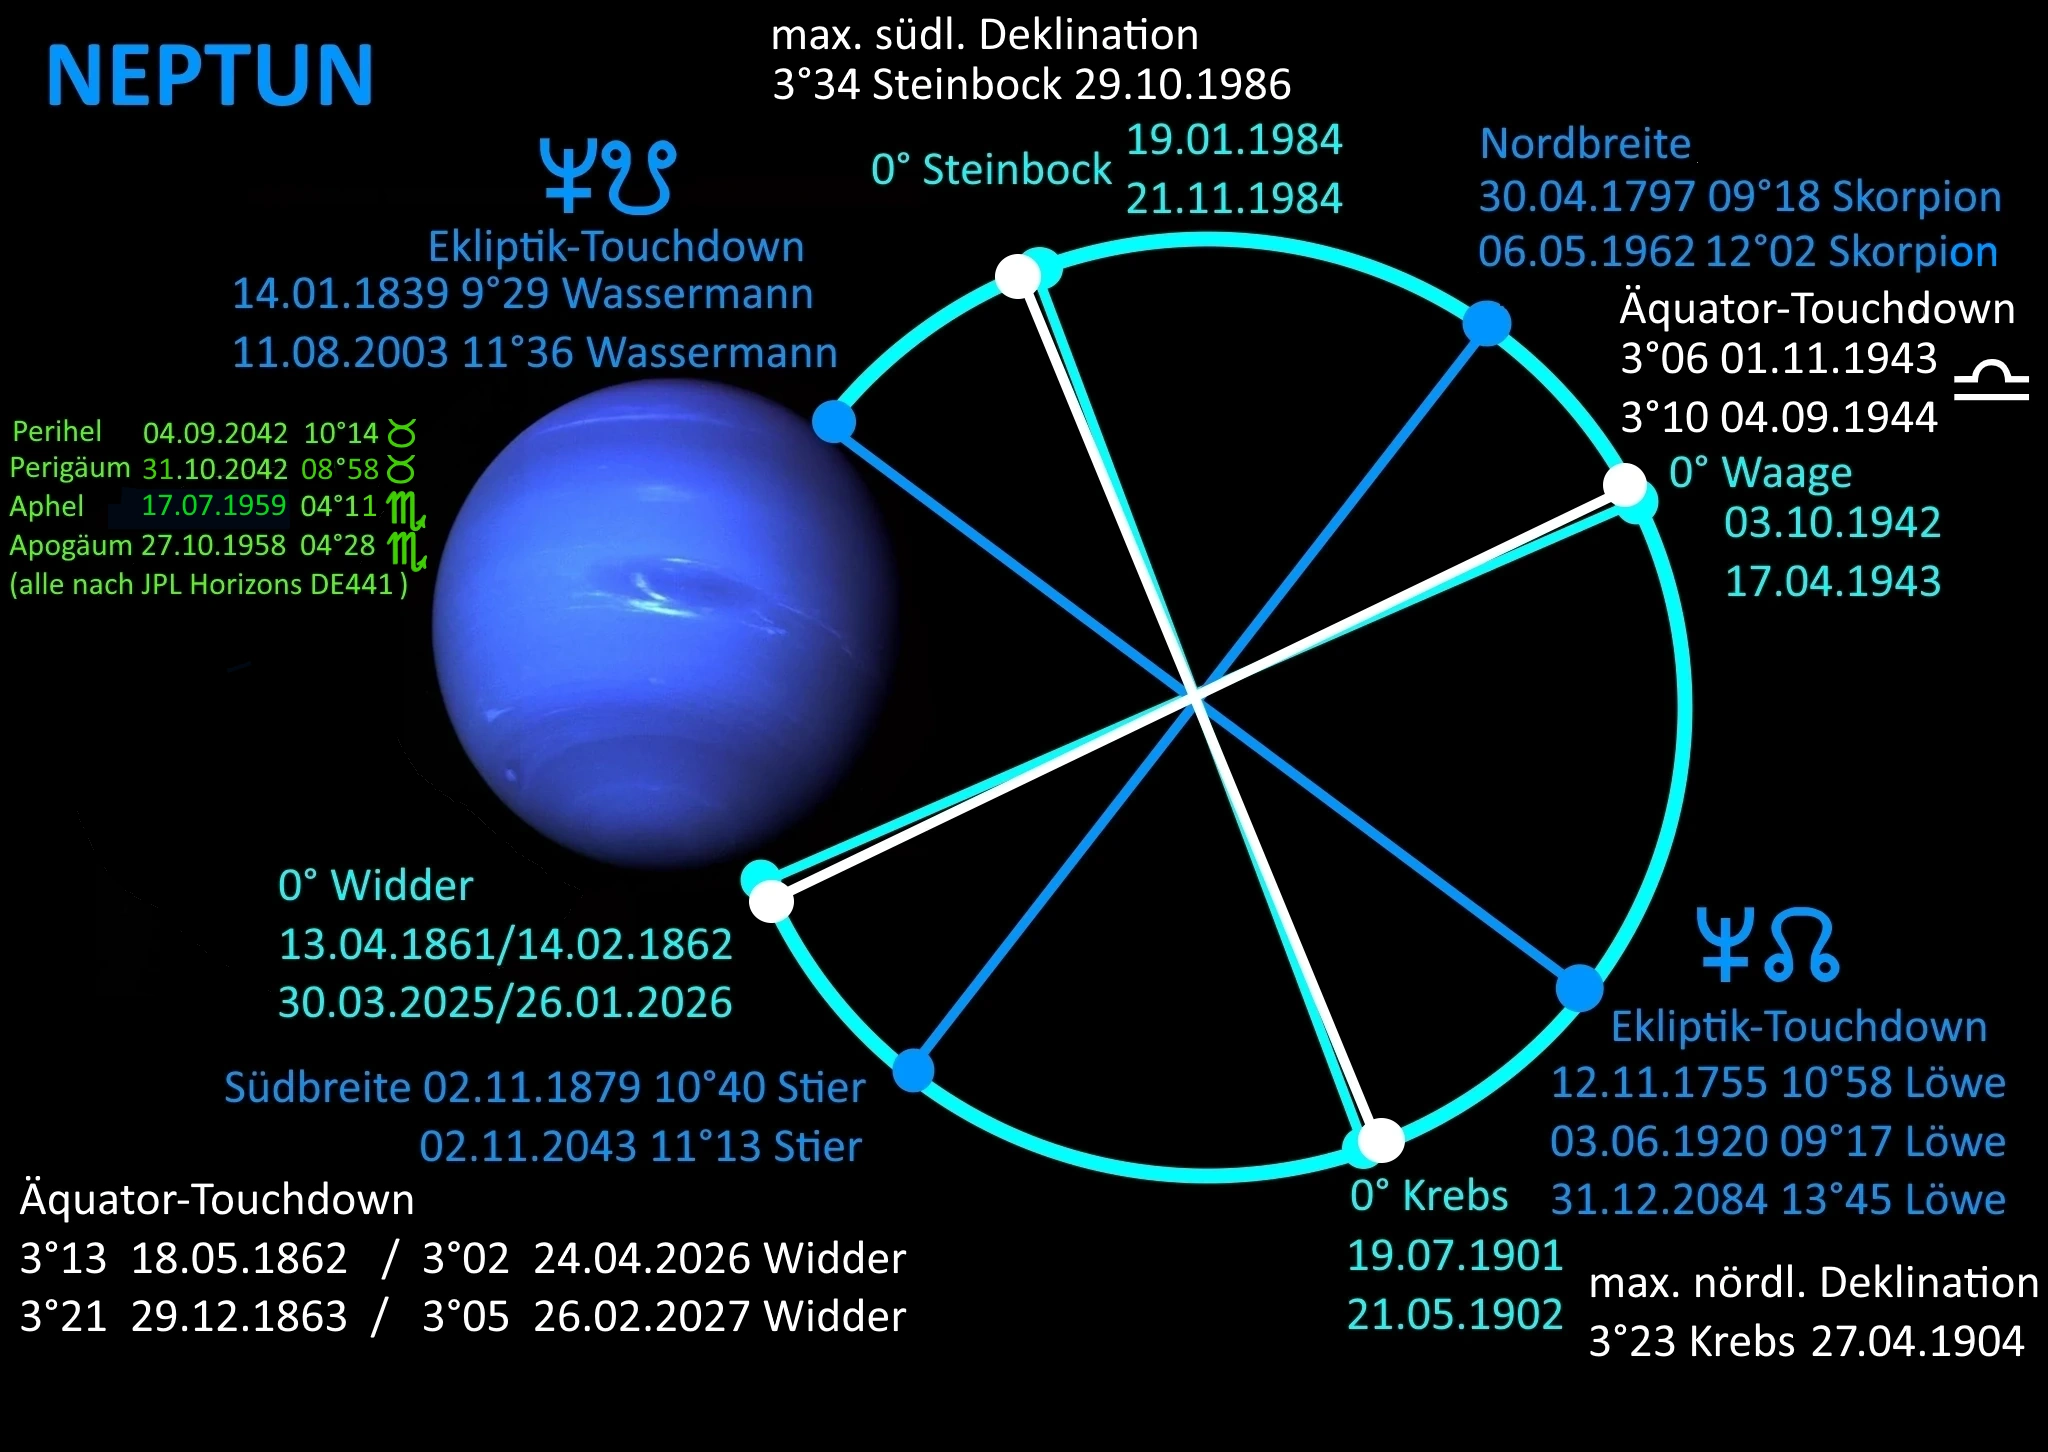 NEPTUN
max. südl. Deklination
3°34 Steinbock 29.10.1986
0° Steinbock
19.01.1984
21.11.1984
Nordbreite
30.04.1797 09°18 Skorpion
06.05.1962 12°02 Skorpion
♆☋
Ekliptik-Touchdown
14.01.1839 9°29 Wassermann
11.08.2003 11°36 Wassermann
Äquator-Touchdown
3°06 01.11.1943
3°10 04.09.1944
♎
0° Waage
03.10.1942
17.04.1943
Perihel 04.09.2042 10°14 ♉
Perigäum 31.10.2042 08°58 ♉
Aphel 17.07.1959 04°11 ♏
Apogäum 27.10.1958 04°28 ♏
(alle nach JPL Horizons DE441 )
0° Widder
13.04.1861/14.02.1862
30.03.2025/26.01.2026
♆☊
Ekliptik-Touchdown
12.11.1755 10°58 Löwe
03.06.1920 09°17 Löwe
31.12.2084 13°45 Löwe
Südbreite 02.11.1879 10°40 Stier
02.11.2043 11°13 Stier
Äquator-Touchdown
3°13 18.05.1862 / 3°02 24.04.2026 Widder
3°21 29.12.1863 / 3°05 26.02.2027 Widder
0° Krebs
19.07.1901
21.05.1902
max. nördl. Deklination
3°23 Krebs 27.04.1904